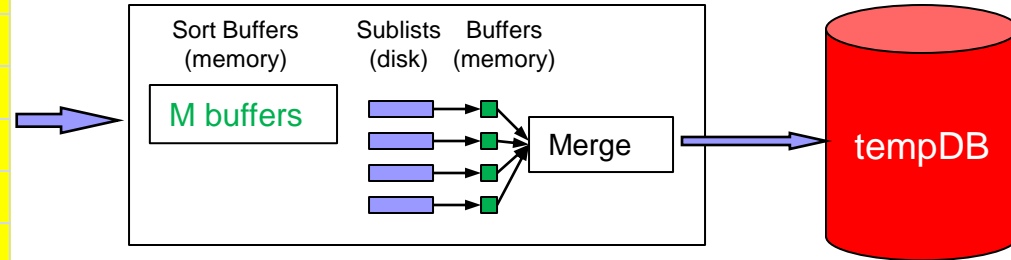 Sort Buffers
(memory)
Sublists
(disk)
Buffers
(memory)
M buffers
Merge
tempDB